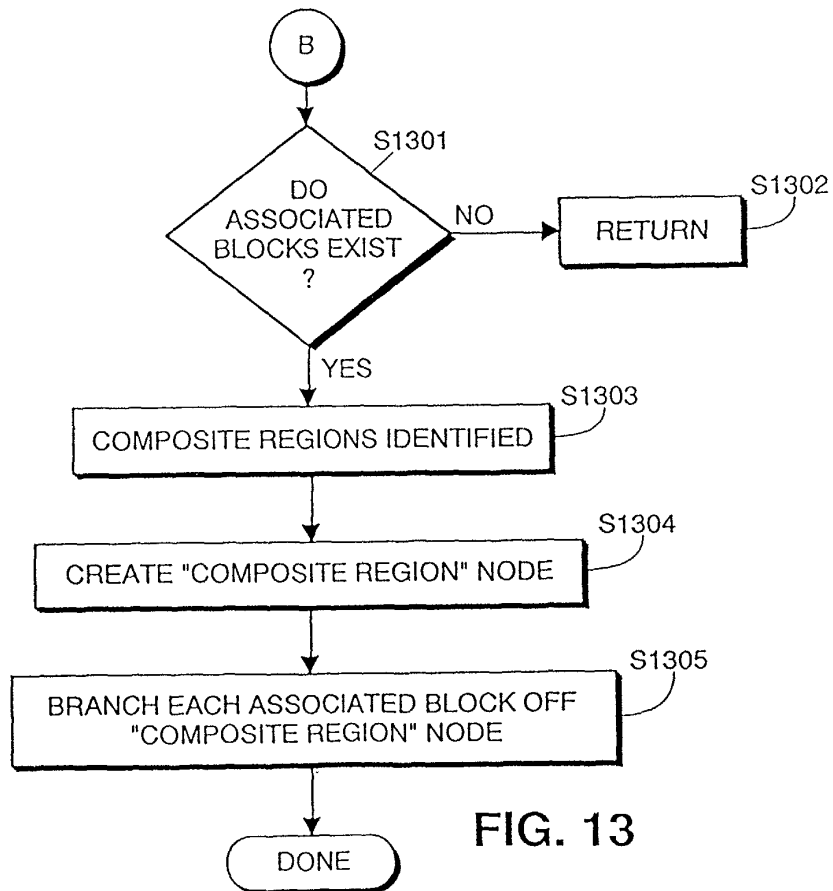 B
S1301
DO
ASSOCIATED
BLOCKS EXIST
?
NO
S1302
RETURN
YES
S1303
COMPOSITE REGIONS IDENTIFIED
S1304
CREATE "COMPOSITE REGION" NODE
S1305
BRANCH EACH ASSOCIATED BLOCK OFF
"COMPOSITE REGION" NODE
DONE
FIG. 13